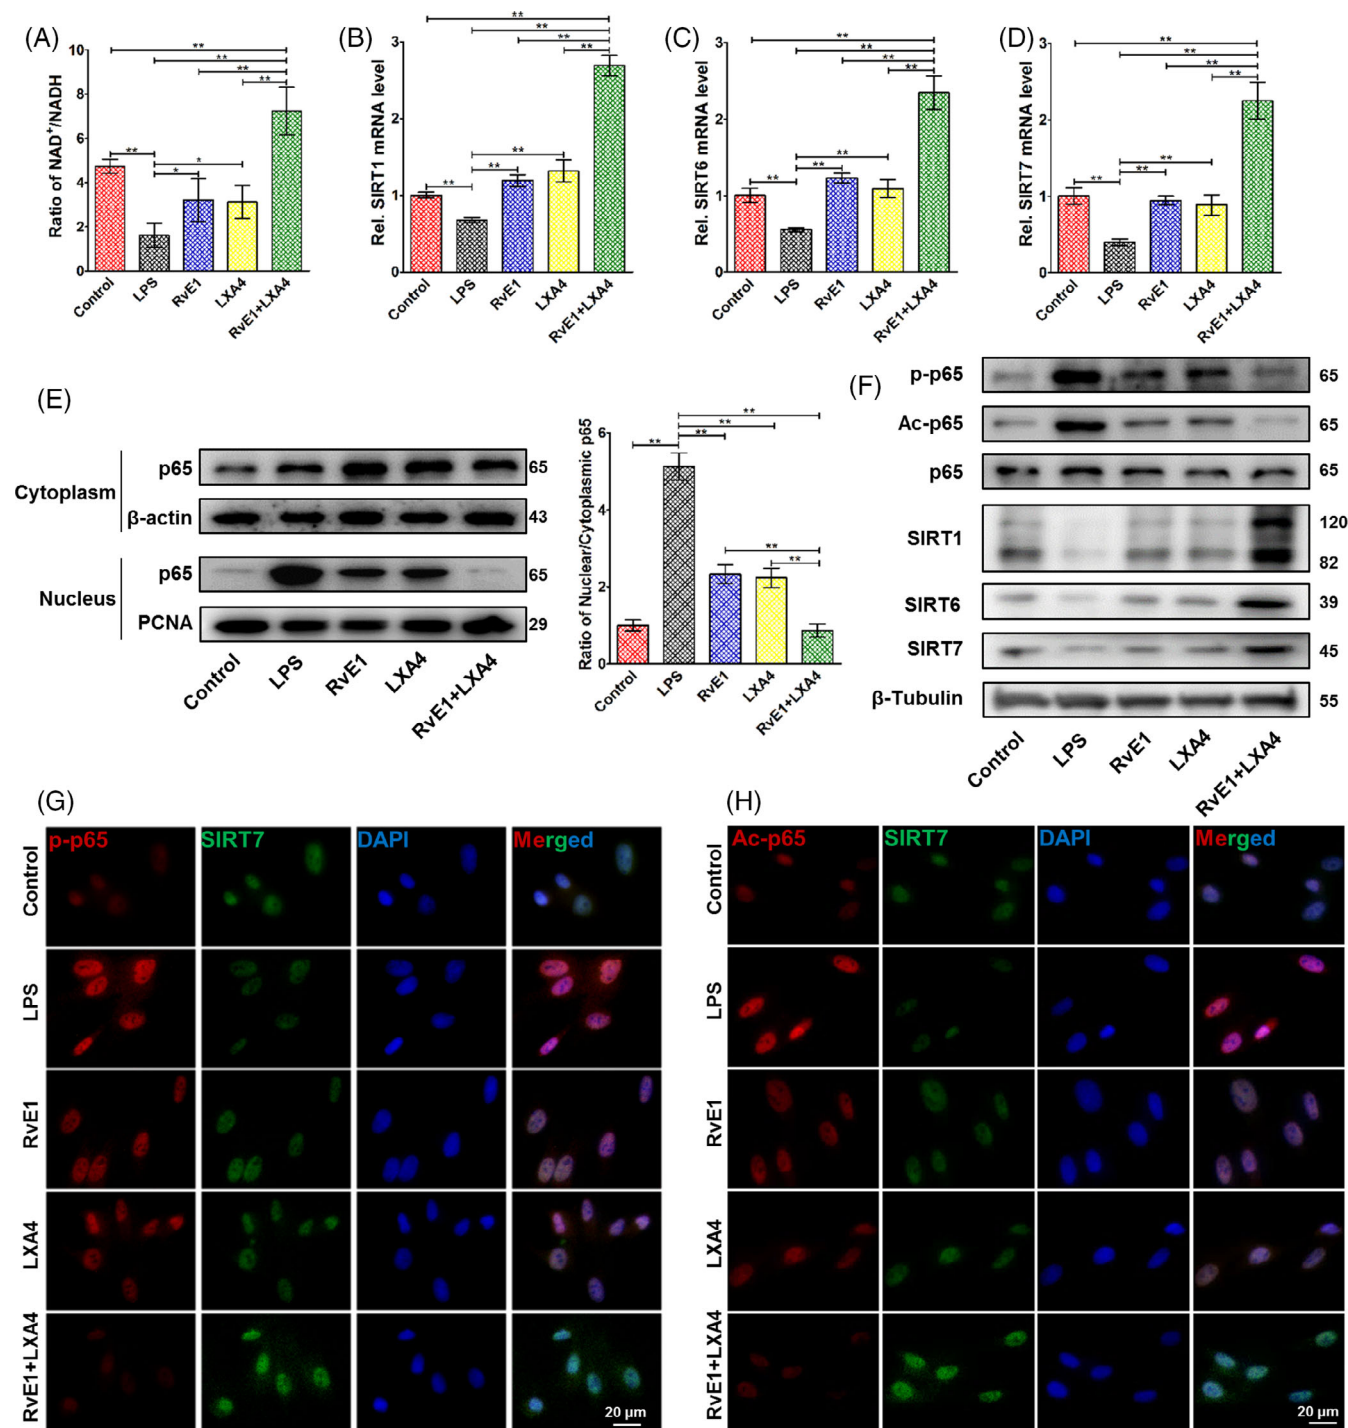 (A)
Ratio of NAD⁺/NADH
10
8
6
4
2
0
** ** ** ** ** * *
Control LPS RvE1 LXA4 RvE1+LXA4
(B)
Rel. SIRT1 mRNA level
3
2
1
0
** ** ** ** ** ** **
Control LPS RvE1 LXA4 RvE1+LXA4
(C)
Rel. SIRT6 mRNA level
3
2
1
0
** ** ** ** ** ** **
Control LPS RvE1 LXA4 RvE1+LXA4
(D)
Rel. SIRT7 mRNA level
3
2
1
0
** ** ** ** ** ** **
Control LPS RvE1 LXA4 RvE1+LXA4
(E)
Cytoplasm
p65 65
β-actin 43
Nucleus
p65 65
PCNA 29
Control LPS RvE1 LXA4 RvE1+LXA4
Ratio of Nuclear/Cytoplasmic p65
6
4
2
0
** ** ** ** ** **
Control LPS RvE1 LXA4 RvE1+LXA4
(F)
p-p65 65
Ac-p65 65
p65 65
SIRT1 120
82
SIRT6 39
SIRT7 45
β-Tubulin 55
Control LPS RvE1 LXA4 RvE1+LXA4
(G)
p-p65 SIRT7 DAPI Merged
Control
LPS
RvE1
LXA4
RvE1+LXA4
20 μm
(H)
Ac-p65 SIRT7 DAPI Merged
Control
LPS
RvE1
LXA4
RvE1+LXA4
20 μm